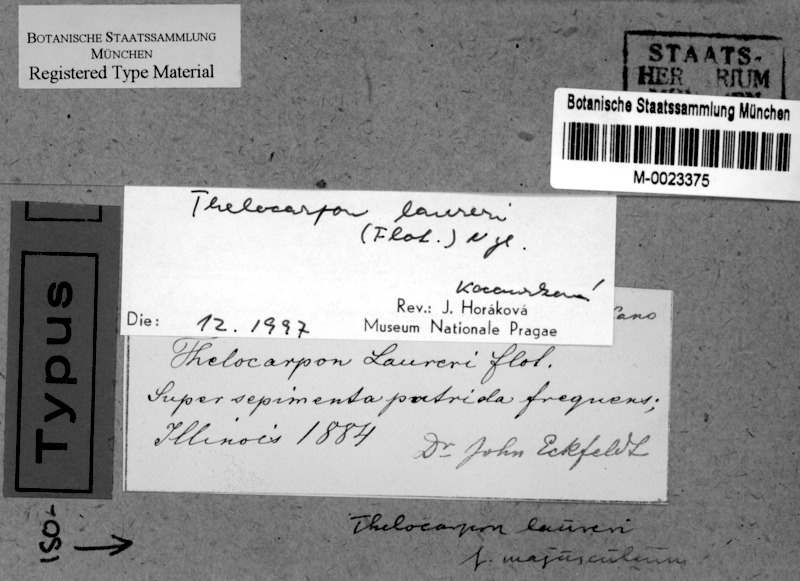 BOTANISCHE STAATSSAMMLUNG
MÜNCHEN
Registered Type Material
STAATS-
HER RIUM
Botanische Staatssammlung München
M-0023375
Thelocarpon laureri
(Flot.) Nyl.
Rev.: J. Horáková
Die: 12.1997
Museum Nationale Pragae
Typus
Thelocarpon Laureri flot.
Super sepimenta putrida frequens;
Illinois 1884
Dr John Eckfeldt
ISO-
→
Thelocarpon laureri
f. majusculum